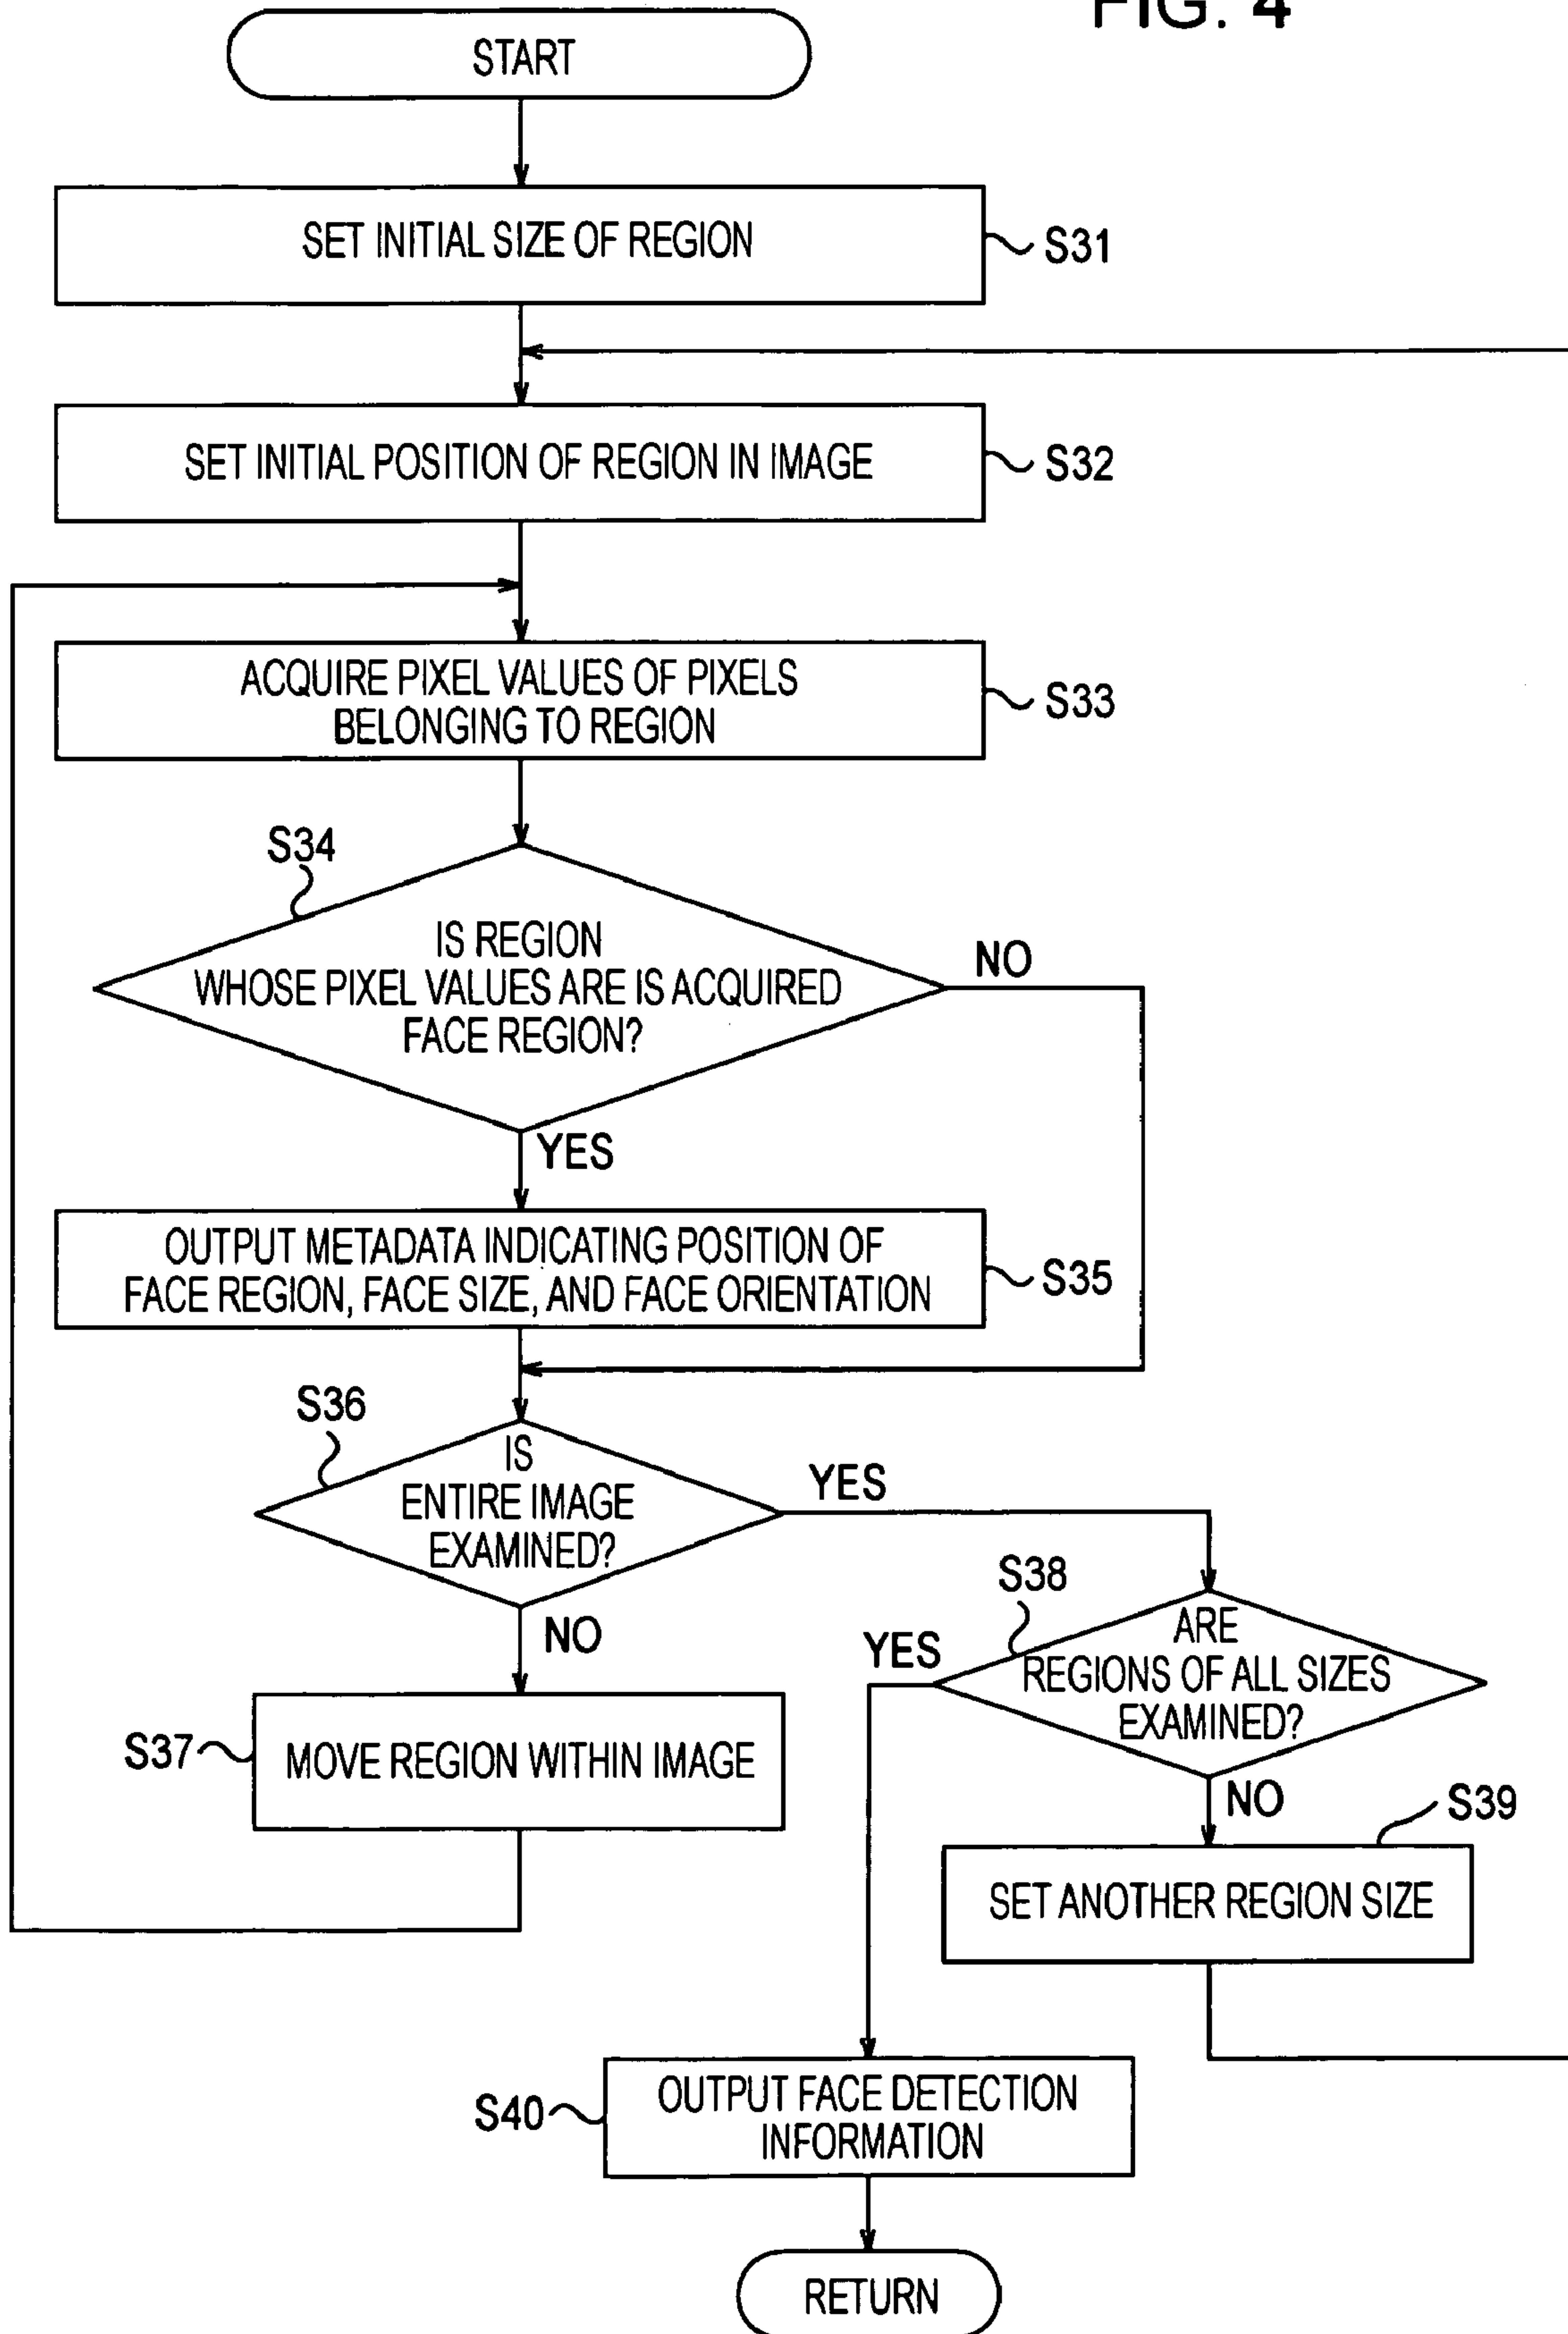 FIG. 4
START
SET INITIAL SIZE OF REGION
S31
SET INITIAL POSITION OF REGION IN IMAGE
S32
ACQUIRE PIXEL VALUES OF PIXELS
BELONGING TO REGION
S33
S34
IS REGION
WHOSE PIXEL VALUES ARE IS ACQUIRED
FACE REGION?
NO
YES
OUTPUT METADATA INDICATING POSITION OF
FACE REGION, FACE SIZE, AND FACE ORIENTATION
S35
S36
IS
ENTIRE IMAGE
EXAMINED?
YES
NO
S37
MOVE REGION WITHIN IMAGE
S38
ARE
REGIONS OF ALL SIZES
EXAMINED?
YES
NO
S39
SET ANOTHER REGION SIZE
S40
OUTPUT FACE DETECTION
INFORMATION
RETURN